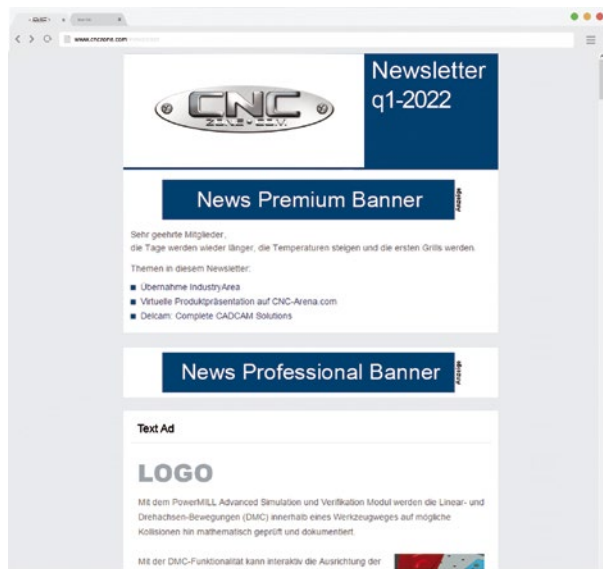 www.cnczone.com
CNC
ZONE.COM
Newsletter
q1-2022
News Premium Banner
Anzeige
Sehr geehrte Mitglieder,
die Tage werden wieder länger, die Temperaturen steigen und die ersten Grills werden.
Themen in diesem Newsletter:
Übernahme IndustryArea
Virtuelle Produktpräsentation auf CNC-Arena.com
Delcam: Complete CADCAM Solutions
News Professional Banner
Anzeige
Text Ad
LOGO
Mit dem PowerMILL Advanced Simulation und Verifikation Modul werden die Linear- und
Drehachsen-Bewegungen (DMC) innerhalb eines Werkzeugweges auf mögliche
Kollisionen hin mathematisch geprüft und dokumentiert.
Mit der DMC-Funktionalität kann interaktiv die Ausrichtung der